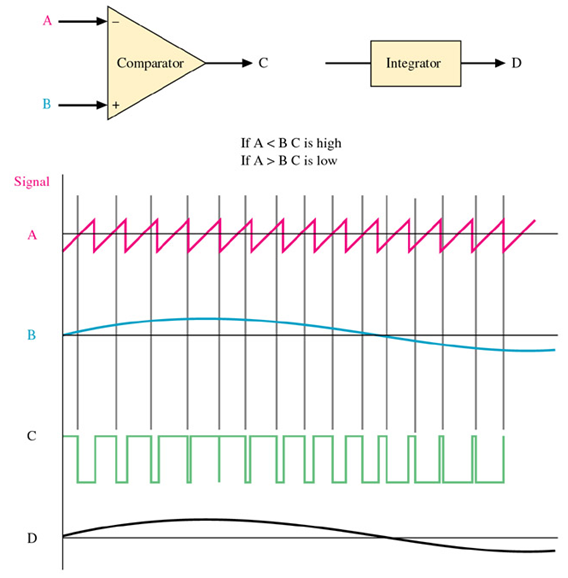 A
−
Comparator
C
B
+
Integrator
D
If A < B C is high
If A > B C is low
Signal
A
B
C
D